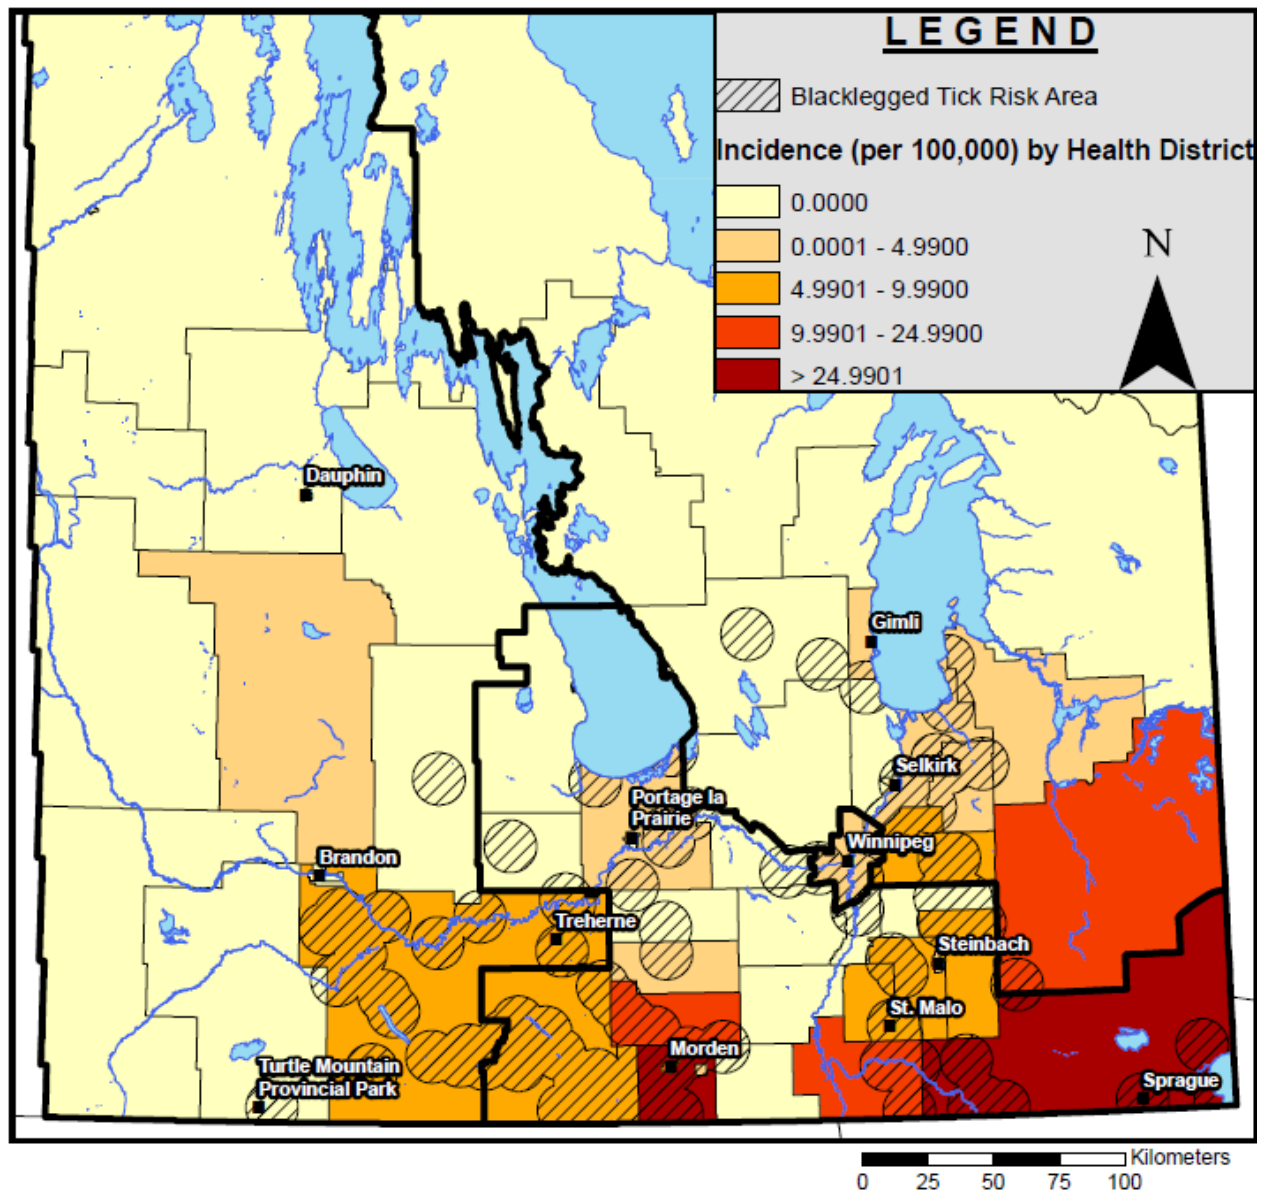 LEGEND
Blacklegged Tick Risk Area
Incidence (per 100,000) by Health District
0.0000
0.0001 - 4.9900
4.9901 - 9.9900
9.9901 - 24.9900
> 24.9901
N
Dauphin
Gimli
Selkirk
Portage la
Prairie
Winnipeg
Brandon
Treherne
Steinbach
St. Malo
Morden
Turtle Mountain
Provincial Park
Sprague
Kilometers
0 25 50 75 100